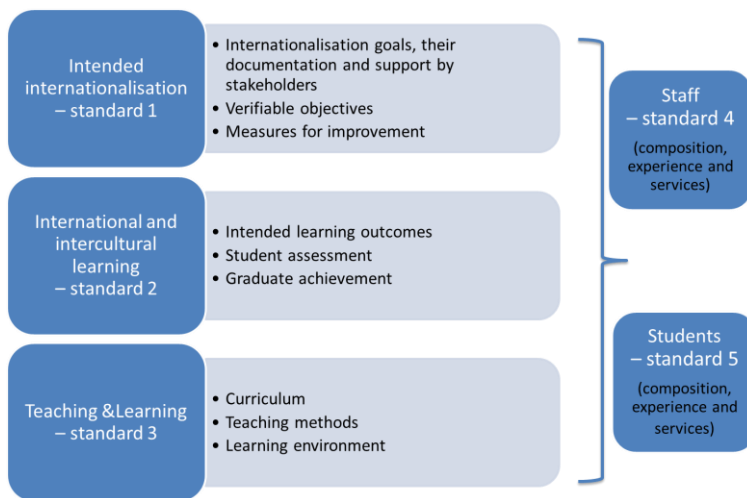 Intended
internationalisation
– standard 1
• Internationalisation goals, their
documentation and support by
stakeholders
• Verifiable objectives
• Measures for improvement
International and
intercultural
learning
– standard 2
• Intended learning outcomes
• Student assessment
• Graduate achievement
Teaching &Learning
– standard 3
• Curriculum
• Teaching methods
• Learning environment
Staff
– standard 4
(composition,
experience and
services)
Students
– standard 5
(composition,
experience and
services)